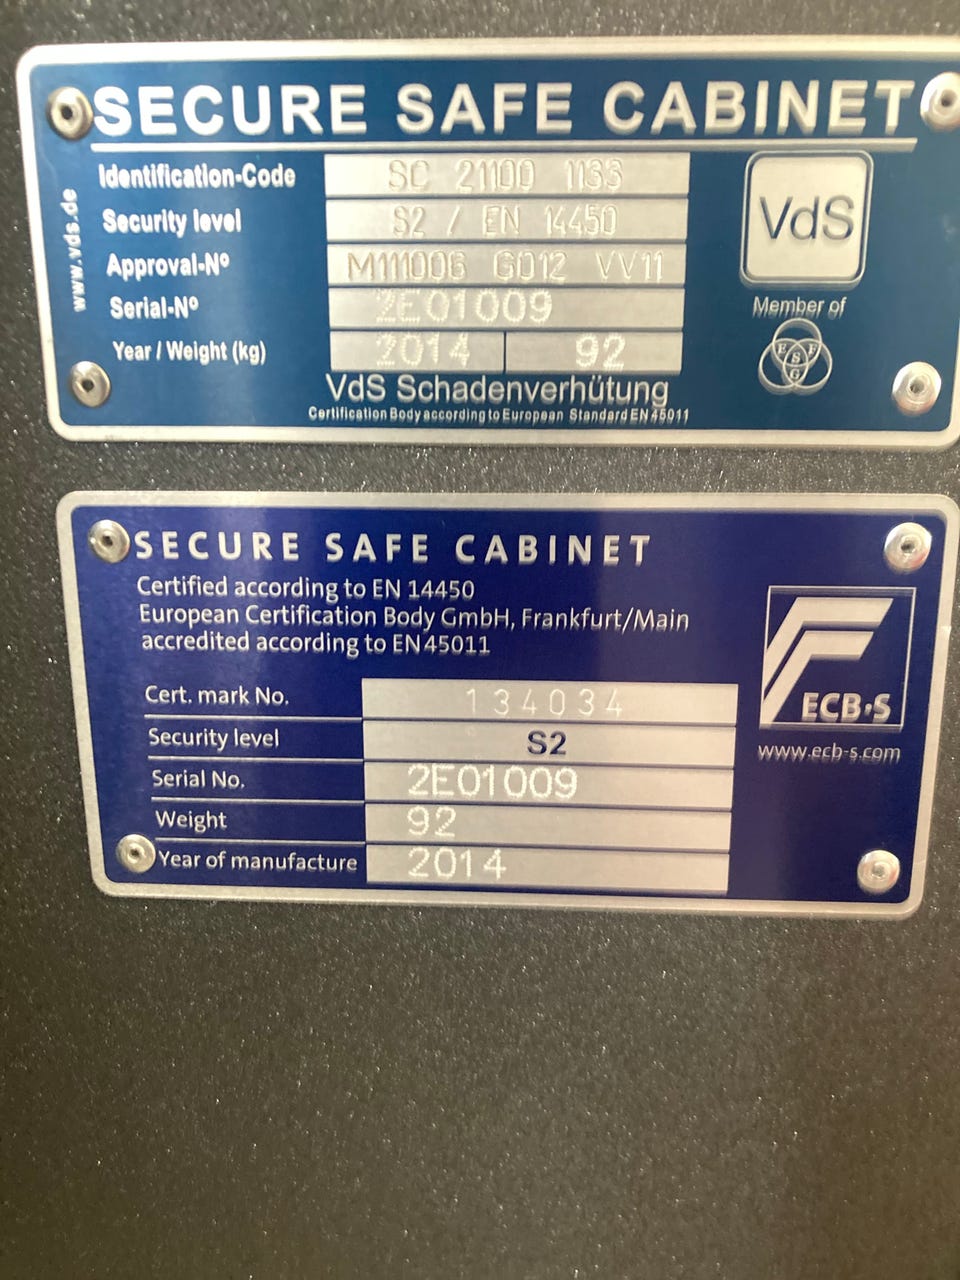 SECURE SAFE CABINET
Identification-Code SC 21100 1133
Security level S2 / EN 14450
Approval-Nº M111006 G012 VV11
Serial-Nº 2E01009
Year / Weight (kg) 2014 92
VdS Schadenverhütung
Certification Body according to European Standard EN 45011
www.vds.de
VdS
Member of
E F S G
SECURE SAFE CABINET
Certified according to EN 14450
European Certification Body GmbH, Frankfurt/Main
accredited according to EN45011
Cert. mark No. 134034
Security level S2
Serial No. 2E01009
Weight 92
Year of manufacture 2014
ECB·S
www.ecb-s.com